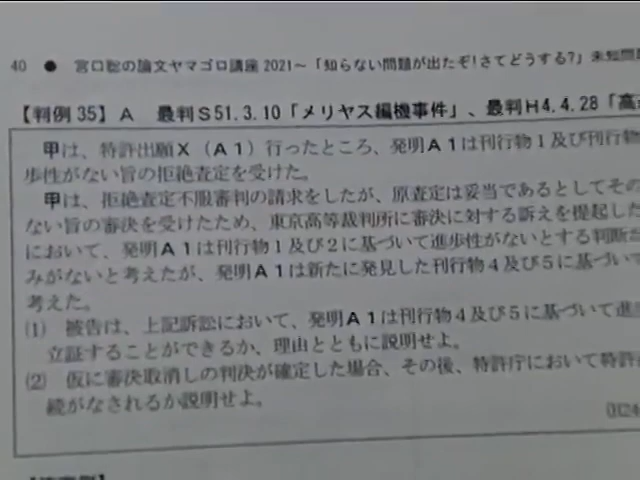 40 ● 宮口聡の論文ヤマゴロ講座 2021～「知らない問題が出たぞ!さてどうする?」未知問題
【判例 35】A 最判S51.3.10「メリヤス編機事件」、最判H4.4.28「高
甲は、特許出願X（A1）行ったところ、発明A1は刊行物1及び刊行物
歩性がない旨の拒絶査定を受けた。
甲は、拒絶査定不服審判の請求をしたが、原査定は妥当であるとしてその
ない旨の審決を受けたため、東京高等裁判所に審決に対する訴えを提起した
において、発明A1は刊行物1及び2に基づいて進歩性がないとする判断
みがないと考えたが、発明A1は新たに発見した刊行物4及び5に基づいて
考えた。
(1) 被告は、上記訴訟において、発明A1は刊行物4及び5に基づいて進
立証することができるか、理由とともに説明せよ。
(2) 仮に審決取消しの判決が確定した場合、その後、特許庁において特許
続がなされるか説明せよ。